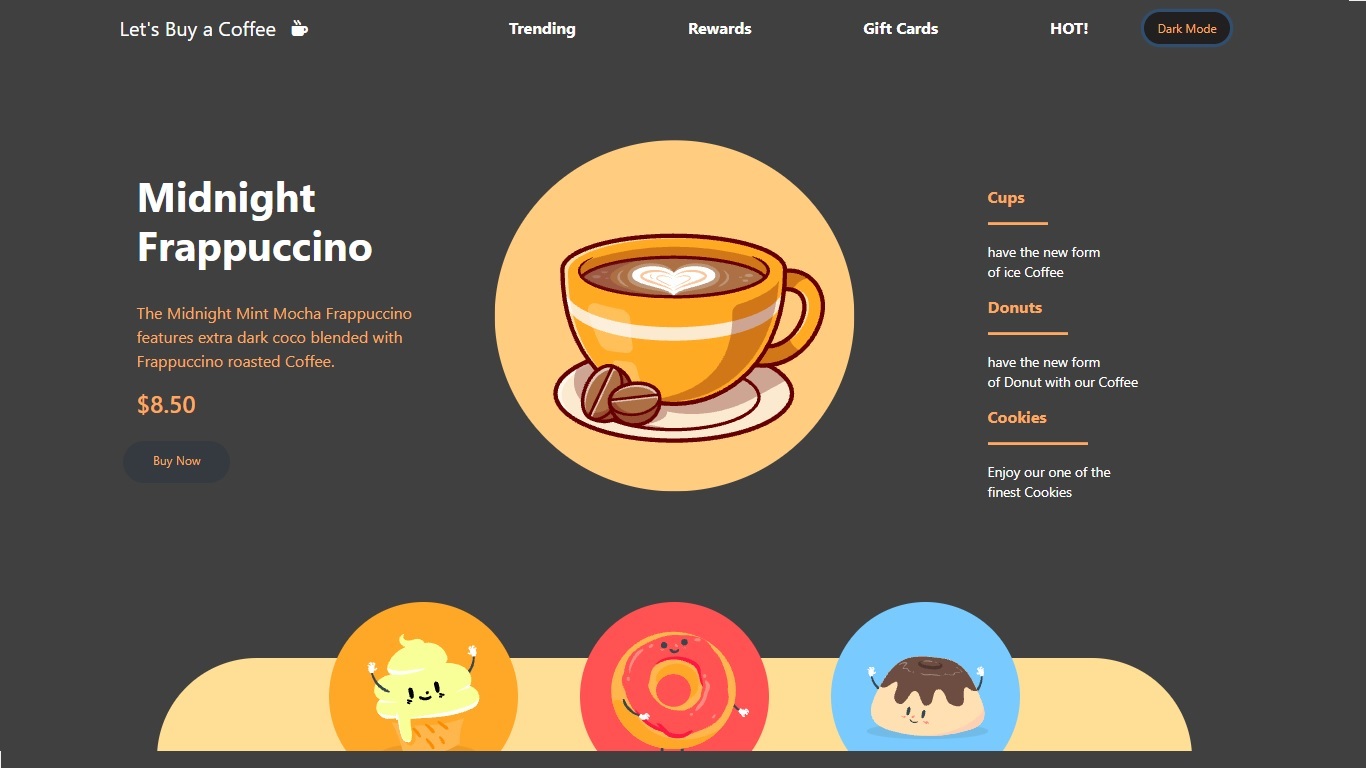 Let's Buy a Coffee
Trending
Rewards
Gift Cards
HOT!
Dark Mode
Midnight
Frappuccino
The Midnight Mint Mocha Frappuccino
features extra dark coco blended with
Frappuccino roasted Coffee.
$8.50
Buy Now
Cups
have the new form
of ice Coffee
Donuts
have the new form
of Donut with our Coffee
Cookies
Enjoy our one of the
finest Cookies